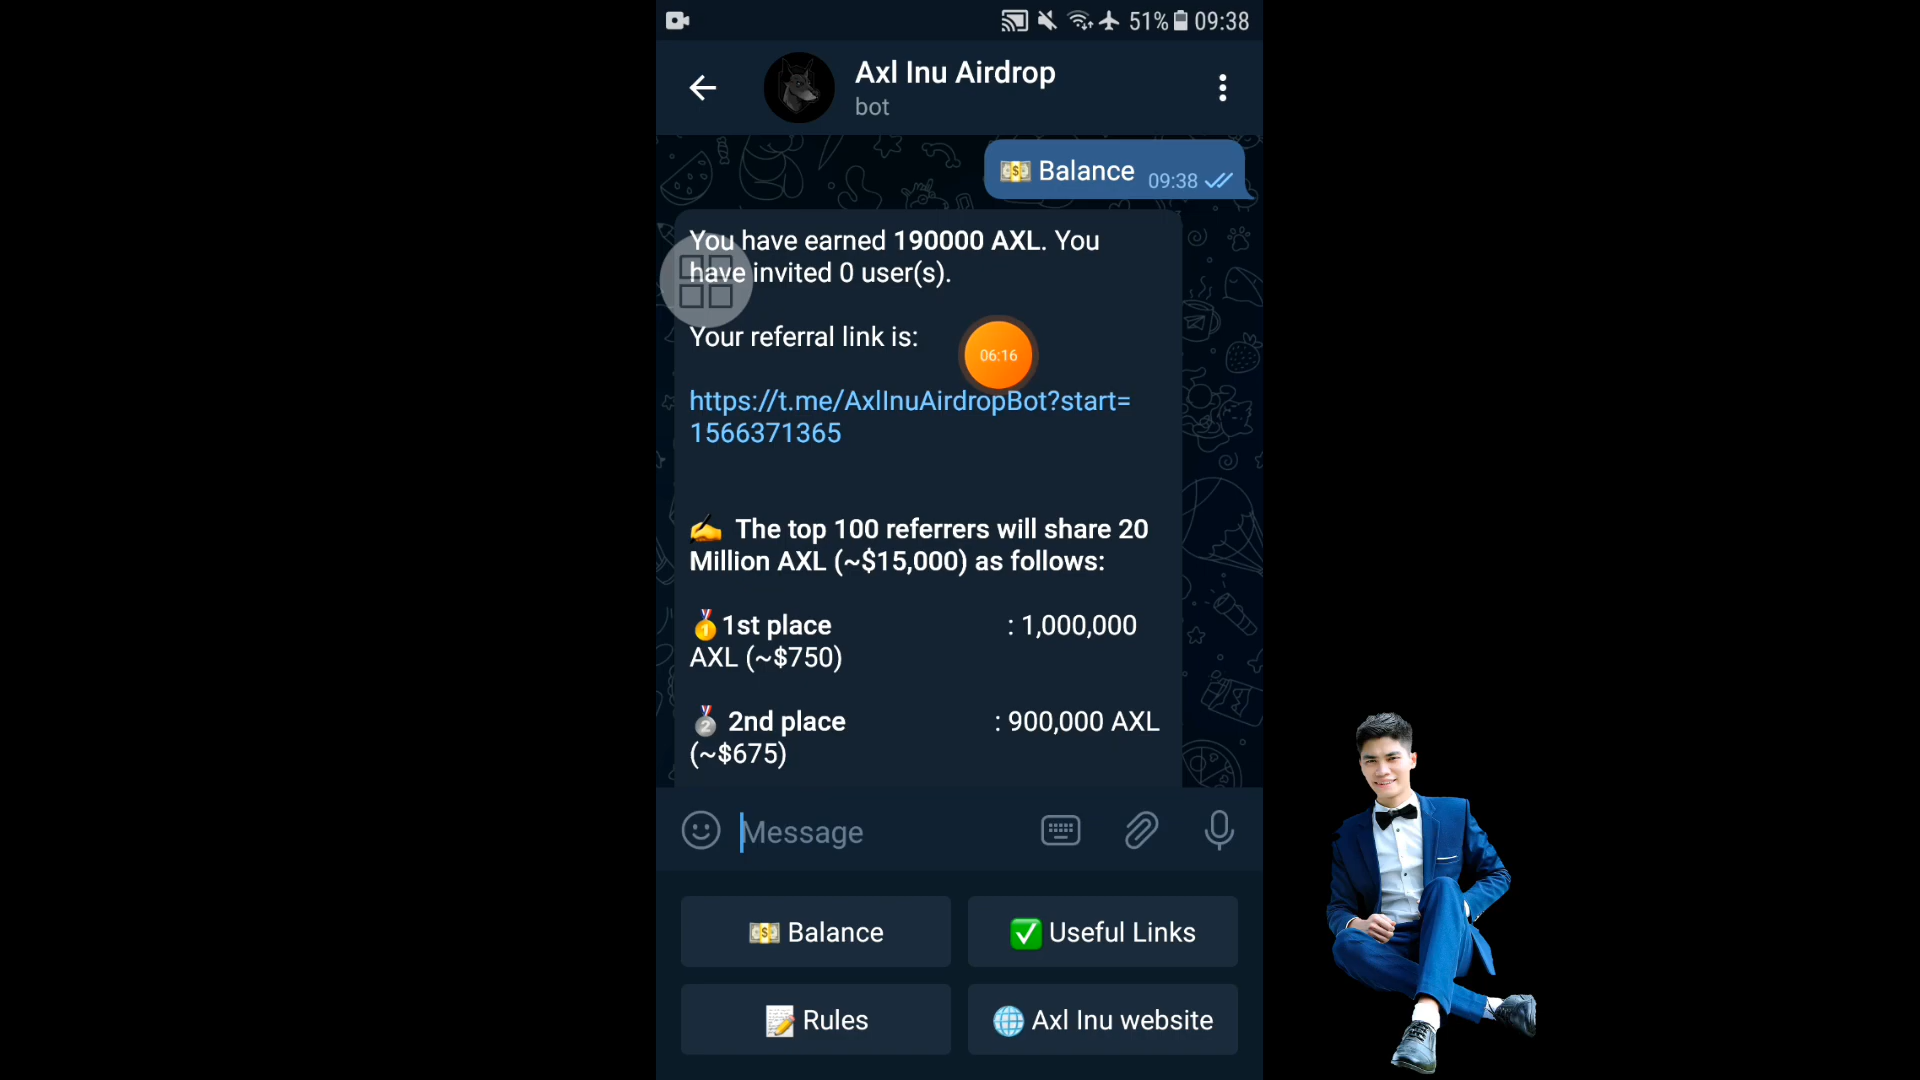 51% 09:38
Axl Inu Airdrop
bot
Balance 09:38
You have earned 190000 AXL. You
have invited 0 user(s).
Your referral link is:
06:16
https://t.me/AxlInuAirdropBot?start=
1566371365
The top 100 referrers will share 20
Million AXL (~$15,000) as follows:
1st place : 1,000,000
AXL (~$750)
2nd place : 900,000 AXL
(~$675)
Message
Balance
Useful Links
Rules
Axl Inu website